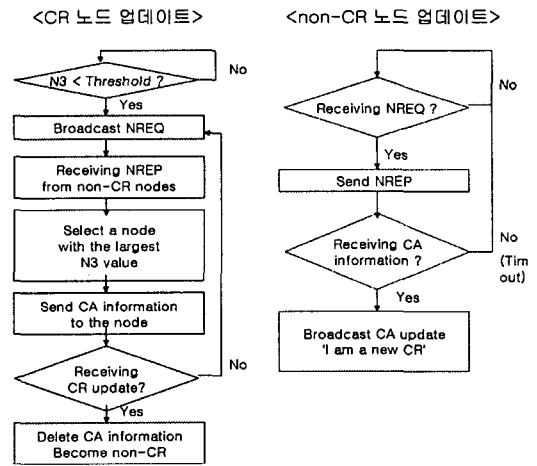 <CR 노드 업데이트>
N3 < Threshold ?
No
Yes
Broadcast NREQ
Receiving NREP
from non-CR nodes
Select a node
with the largest
N3 value
Send CA information
to the node
Receiving
CR update?
No
Yes
Delete CA information
Become non-CR
<non-CR 노드 업데이트>
Receiving NREQ ?
No
Yes
Send NREP
Receiving CA
information ?
No
(Tim
out)
Yes
Broadcast CA update
'I am a new CR'